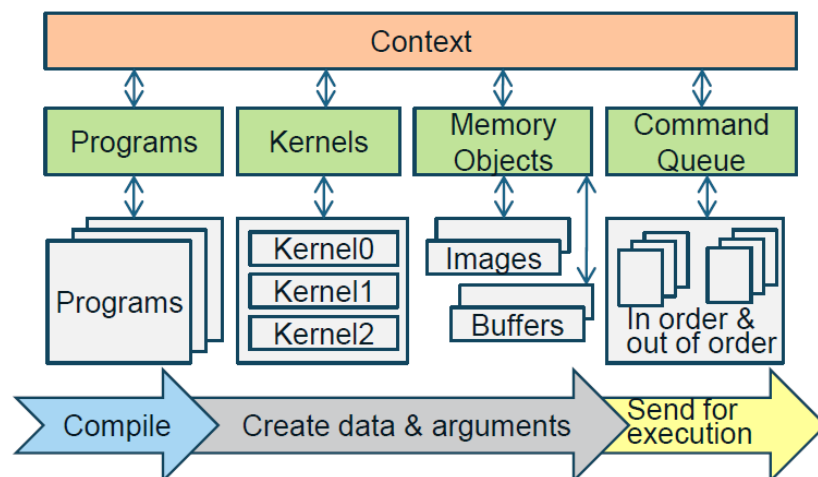 Context
Programs
Kernels
Memory
Objects
Command
Queue
Programs
Kernel0
Kernel1
Kernel2
Images
Buffers
In order &
out of order
Compile
Create data & arguments
Send for
execution